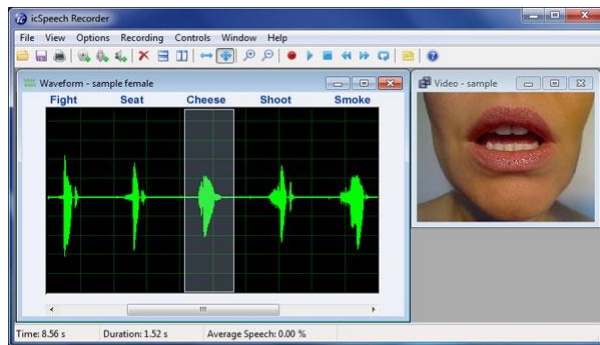 icSpeech Recorder
File View Options Recording Controls Window Help
Waveform - sample female
Video - sample
Fight Seat Cheese Shoot Smoke
Time: 8.56 s Duration: 1.52 s Average Speech: 0.00 %